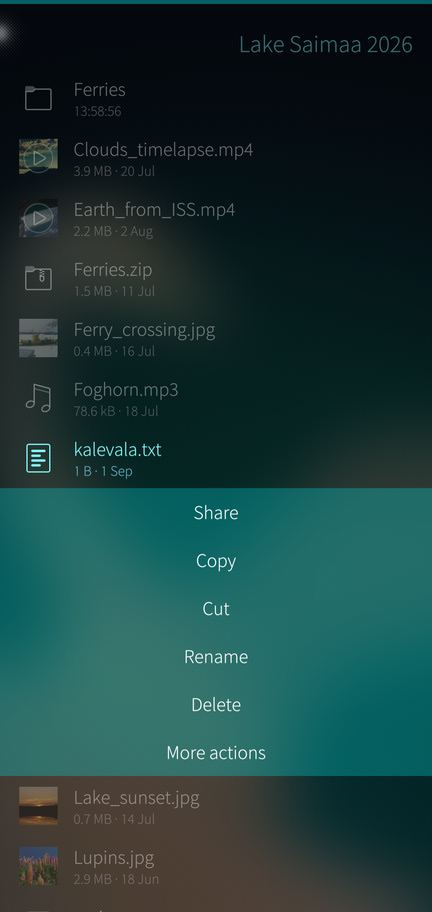 Lake Saimaa 2026
Ferries
13:58:56
Clouds_timelapse.mp4
3.9 MB · 20 Jul
Earth_from_ISS.mp4
2.2 MB · 2 Aug
Ferries.zip
1.5 MB · 11 Jul
Ferry_crossing.jpg
0.4 MB · 16 Jul
Foghorn.mp3
78.6 kB · 18 Jul
kalevala.txt
1 B · 1 Sep
Share
Copy
Cut
Rename
Delete
More actions
Lake_sunset.jpg
0.7 MB · 14 Jul
Lupins.jpg
2.9 MB · 18 Jun